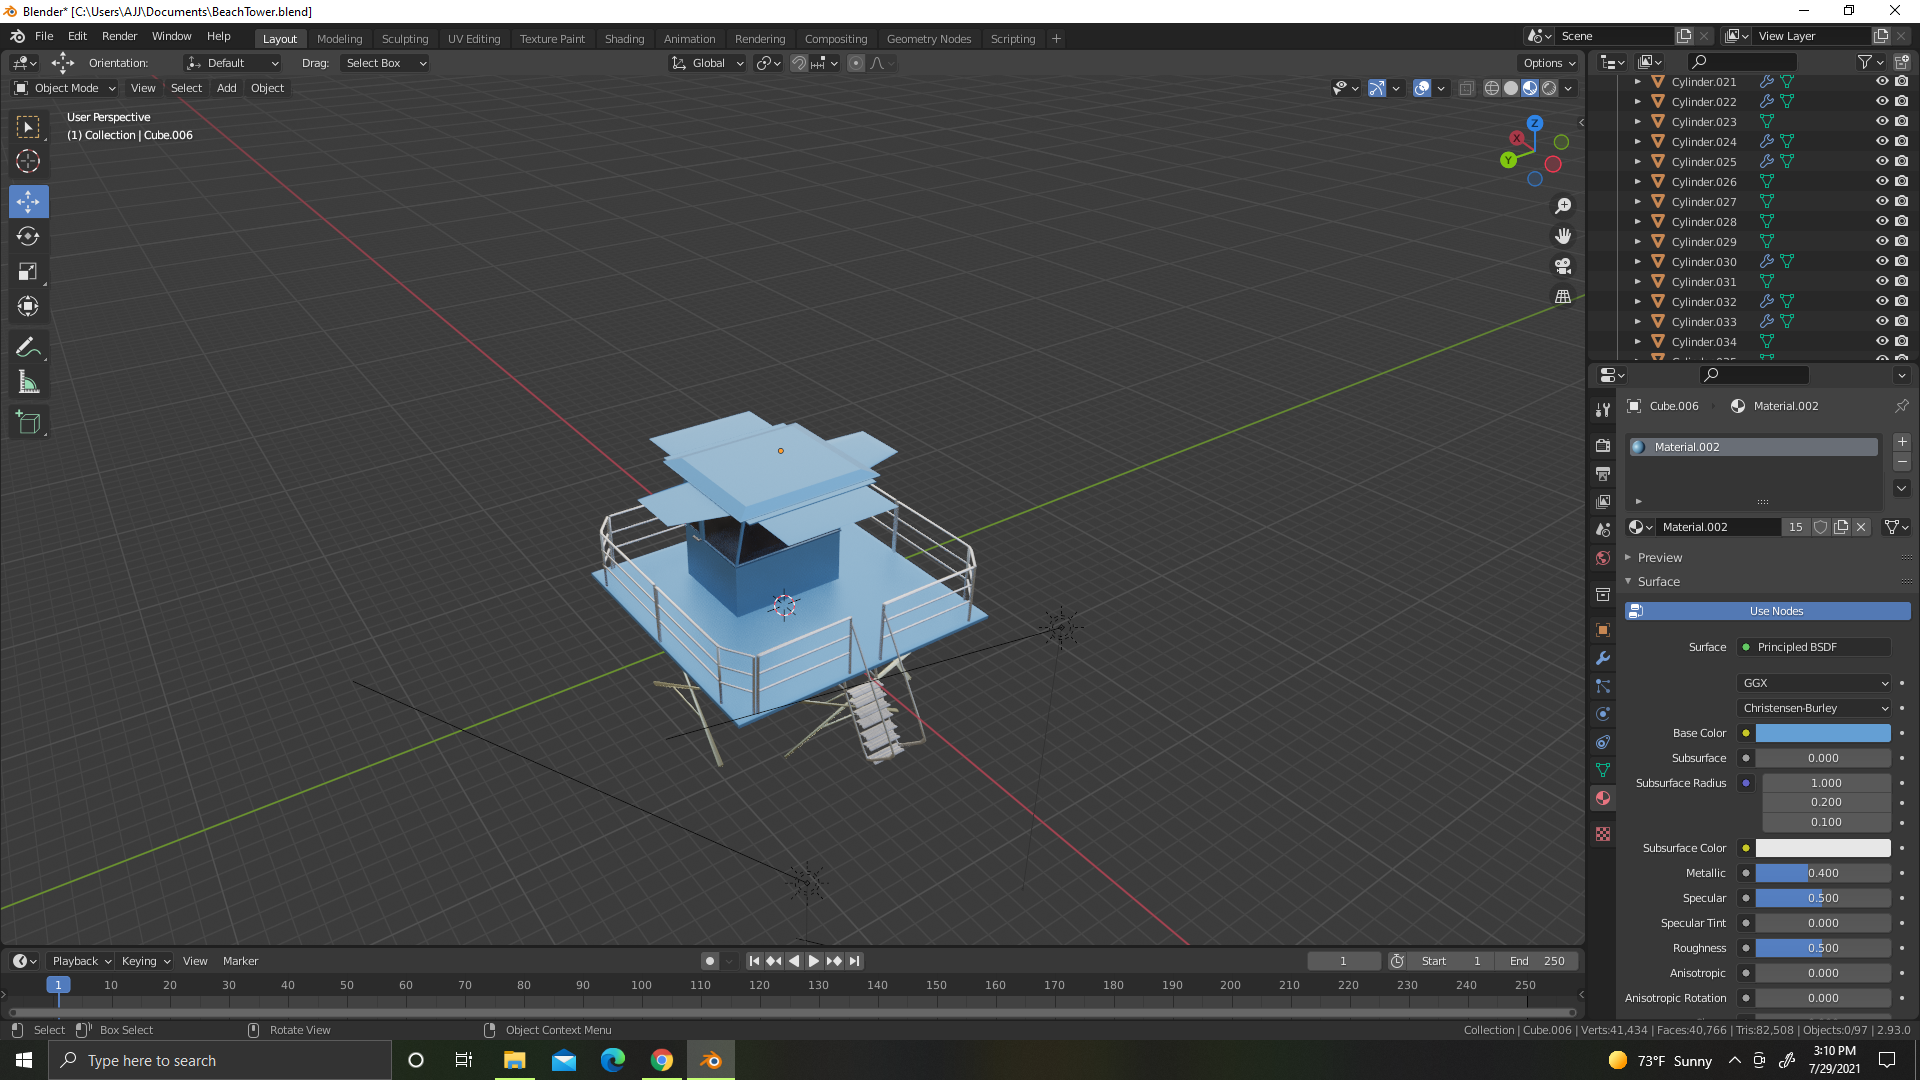 Blender* [C:\Users\AJJ\Documents\BeachTower.blend]
File Edit Render Window Help Layout Modeling Sculpting UV Editing Texture Paint Shading Animation Rendering Compositing Geometry Nodes Scripting + Scene View Layer
Orientation: Default Drag: Select Box Global Options
Object Mode View Select Add Object
User Perspective
(1) Collection | Cube.006
Z
X
Y
Cylinder.021
Cylinder.022
Cylinder.023
Cylinder.024
Cylinder.025
Cylinder.026
Cylinder.027
Cylinder.028
Cylinder.029
Cylinder.030
Cylinder.031
Cylinder.032
Cylinder.033
Cylinder.034
Cube.006 Material.002
Material.002
Material.002 15
Preview
Surface
Use Nodes
Surface Principled BSDF
GGX
Christensen-Burley
Base Color
Subsurface 0.000
Subsurface Radius 1.000
0.200
0.100
Subsurface Color
Metallic 0.400
Specular 0.500
Specular Tint 0.000
Roughness 0.500
Anisotropic 0.000
Anisotropic Rotation 0.000
Playback Keying View Marker 1 Start 1 End 250
1 10 20 30 40 50 60 70 80 90 100 110 120 130 140 150 160 170 180 190 200 210 220 230 240 250
Select Box Select Rotate View Object Context Menu Collection | Cube.006 | Verts:41,434 | Faces:40,766 | Tris:82,508 | Objects:0/97 | 2.93.0
Type here to search 73°F Sunny
3:10 PM
7/29/2021